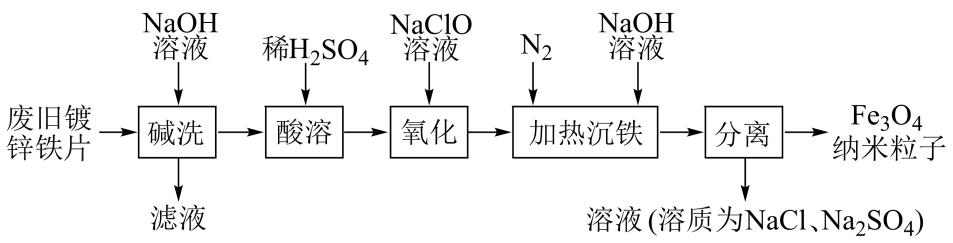 NaOH
溶液
稀H₂SO₄
NaClO
溶液
N₂
NaOH
溶液
废旧镀
锌铁片
碱洗
酸溶
氧化
加热沉铁
分离
Fe₃O₄
纳米粒子
滤液
溶液(溶质为NaCl、Na₂SO₄)